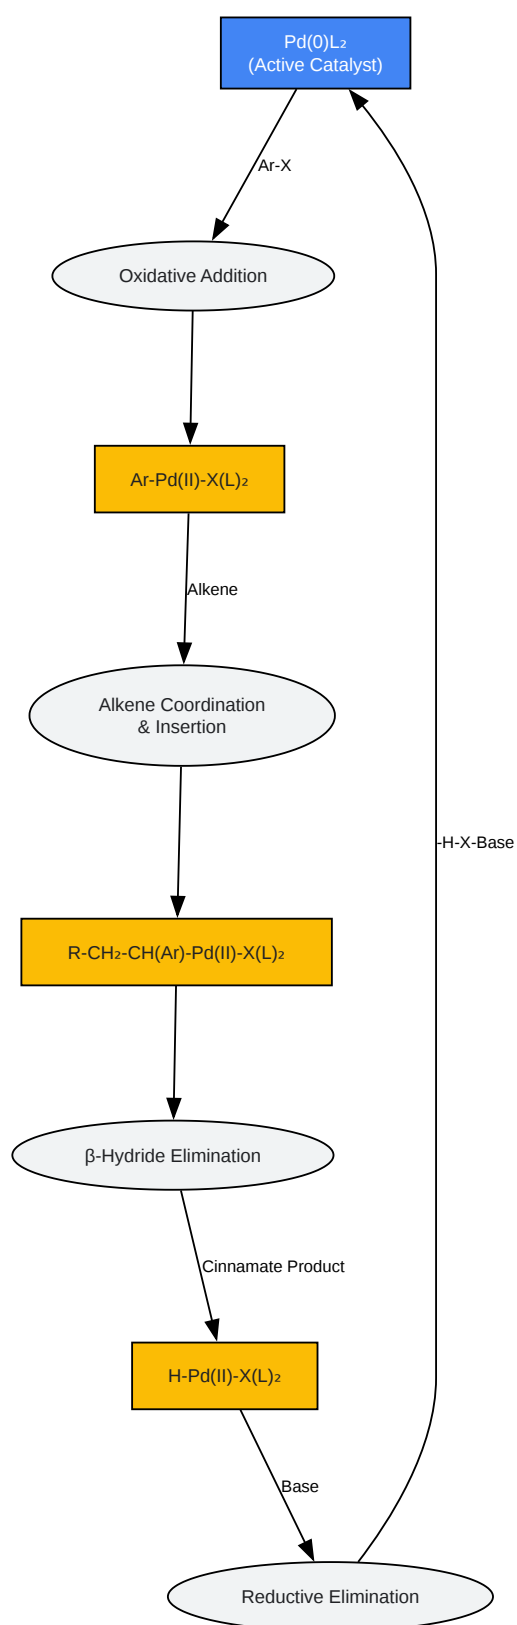 Pd(0)L₂
(Active Catalyst)
Ar-X
Oxidative Addition
Ar-Pd(II)-X(L)₂
Alkene
Alkene Coordination
& Insertion
-H-X-Base
R-CH₂-CH(Ar)-Pd(II)-X(L)₂
β-Hydride Elimination
Cinnamate Product
H-Pd(II)-X(L)₂
Base
Reductive Elimination